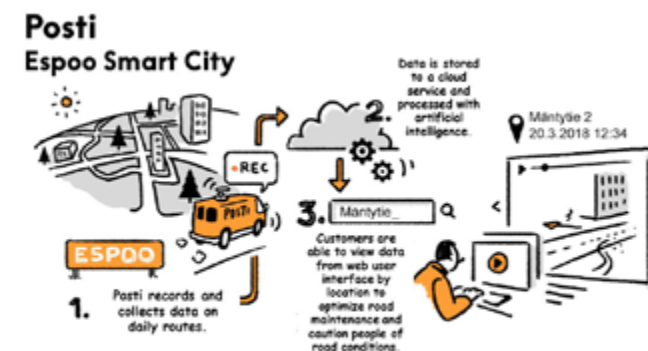 Posti
Espoo Smart City
REC
POSTI
ESPOO
1.
Posti records and
collects data on
daily routes.
2.
Data is stored
to a cloud
service and
processed with
artificial
intelligence.
3.
Mäntytie_
Customers are
able to view data
from web user
interface by
location to
optimize road
maintenance and
caution people of
road conditions.
Mäntytie 2
20.3.2018 12:34